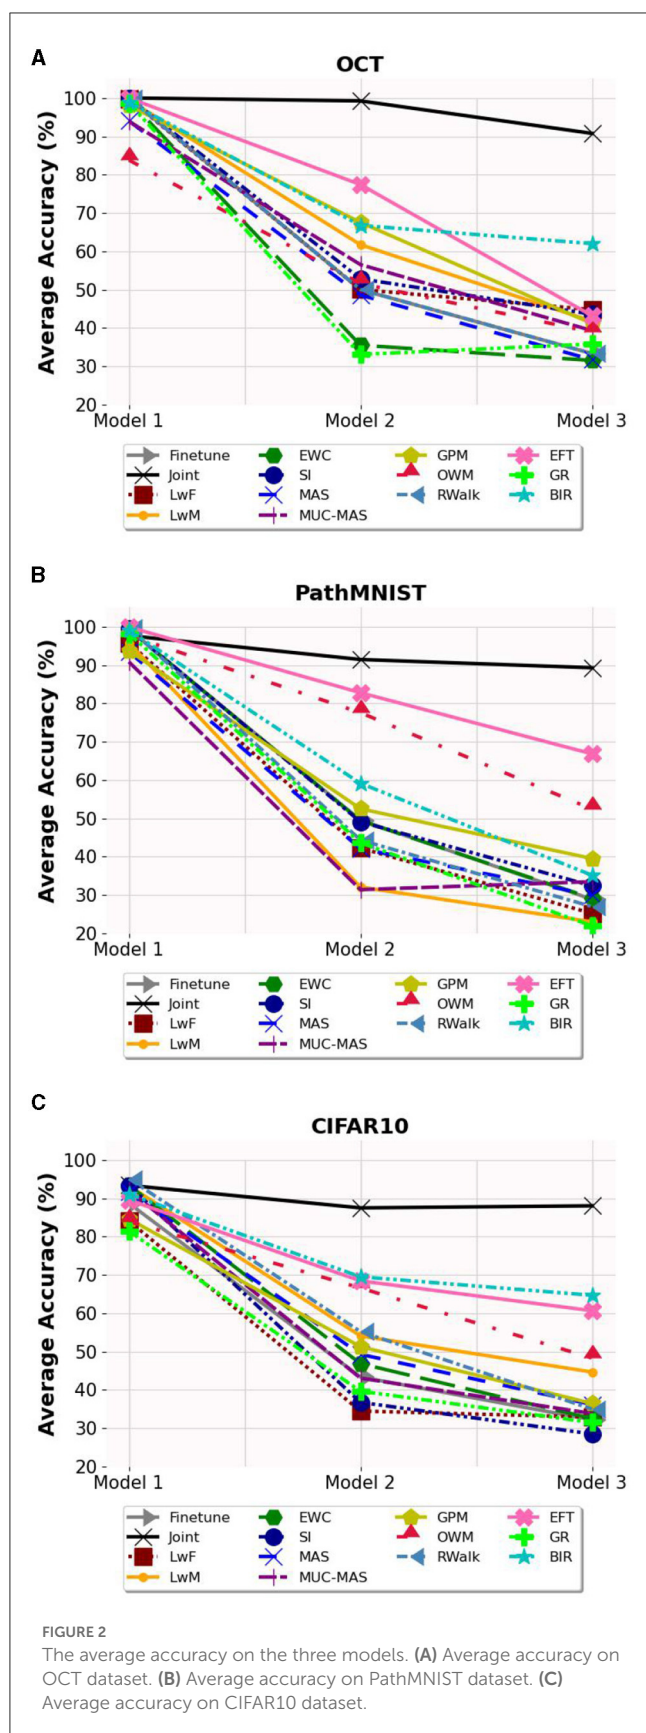 A
OCT
Average Accuracy (%)
100
90
80
70
60
50
40
30
20
Model 1 Model 2 Model 3
Finetune EWC GPM EFT
Joint SI OWM GR
LwF MAS RWalk BIR
LwM MUC-MAS
B
PathMNIST
Average Accuracy (%)
100
90
80
70
60
50
40
30
20
Model 1 Model 2 Model 3
Finetune EWC GPM EFT
Joint SI OWM GR
LwF MAS RWalk BIR
LwM MUC-MAS
C
CIFAR10
Average Accuracy (%)
100
90
80
70
60
50
40
30
20
Model 1 Model 2 Model 3
Finetune EWC GPM EFT
Joint SI OWM GR
LwF MAS RWalk BIR
LwM MUC-MAS
FIGURE 2
The average accuracy on the three models. (A) Average accuracy on
OCT dataset. (B) Average accuracy on PathMNIST dataset. (C)
Average accuracy on CIFAR10 dataset.